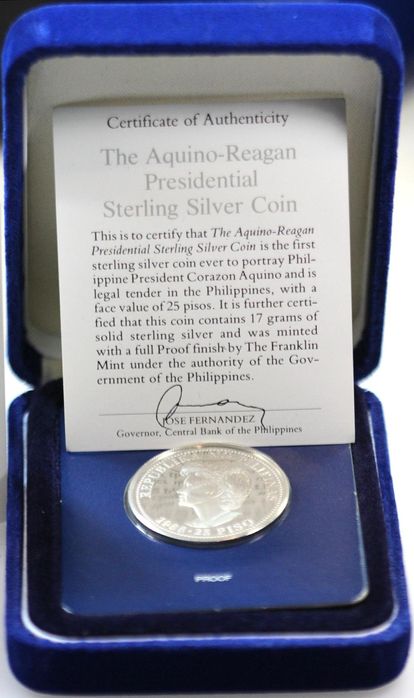 Certificate of Authenticity
The Aquino-Reagan
Presidential
Sterling Silver Coin
This is to certify that The Aquino-Reagan
Presidential Sterling Silver Coin is the first
sterling silver coin ever to portray Phil-
ippine President Corazon Aquino and is
legal tender in the Philippines, with a
face value of 25 pisos. It is further certi-
fied that this coin contains 17 grams of
solid sterling silver and was minted
with a full Proof finish by The Franklin
Mint under the authority of the Gov-
ernment of the Philippines.
JOSE FERNANDEZ
Governor, Central Bank of the Philippines
REPUBLIKA NG PILIPINAS
1986·25 PISO
PROOF